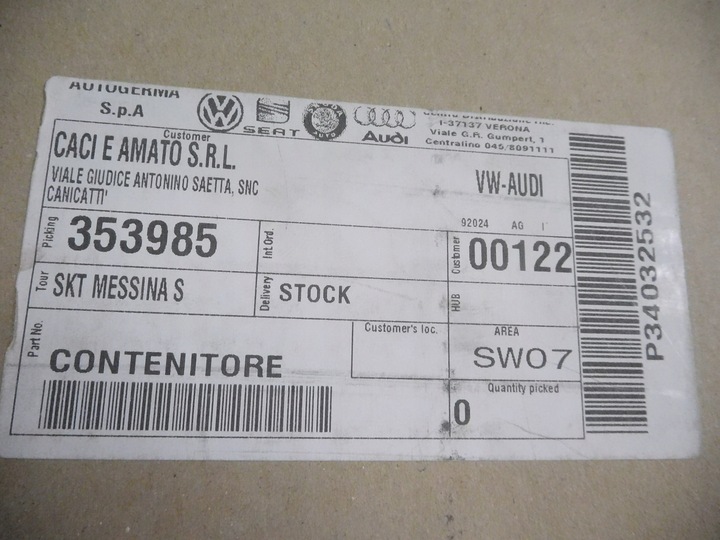 AUTOGERMA
S.p.A
SEAT
SKODA
AUTO
Audi
I-37137 VERONA
Viale G.R. Gumpert, 1
Centralino 045/8091111
Customer
CACI E AMATO S.R.L.
VIALE GIUDICE ANTONINO SAETTA, SNC
CANICATTI'
VW-AUDI
92024 AG I
Picking
353985
Int.Ord.
Customer
00122
Tour
SKT MESSINA S
Delivery
STOCK
HUB
Part No.
CONTENITORE
Customer's loc.
AREA
SW07
Quantity picked
0
P34032532